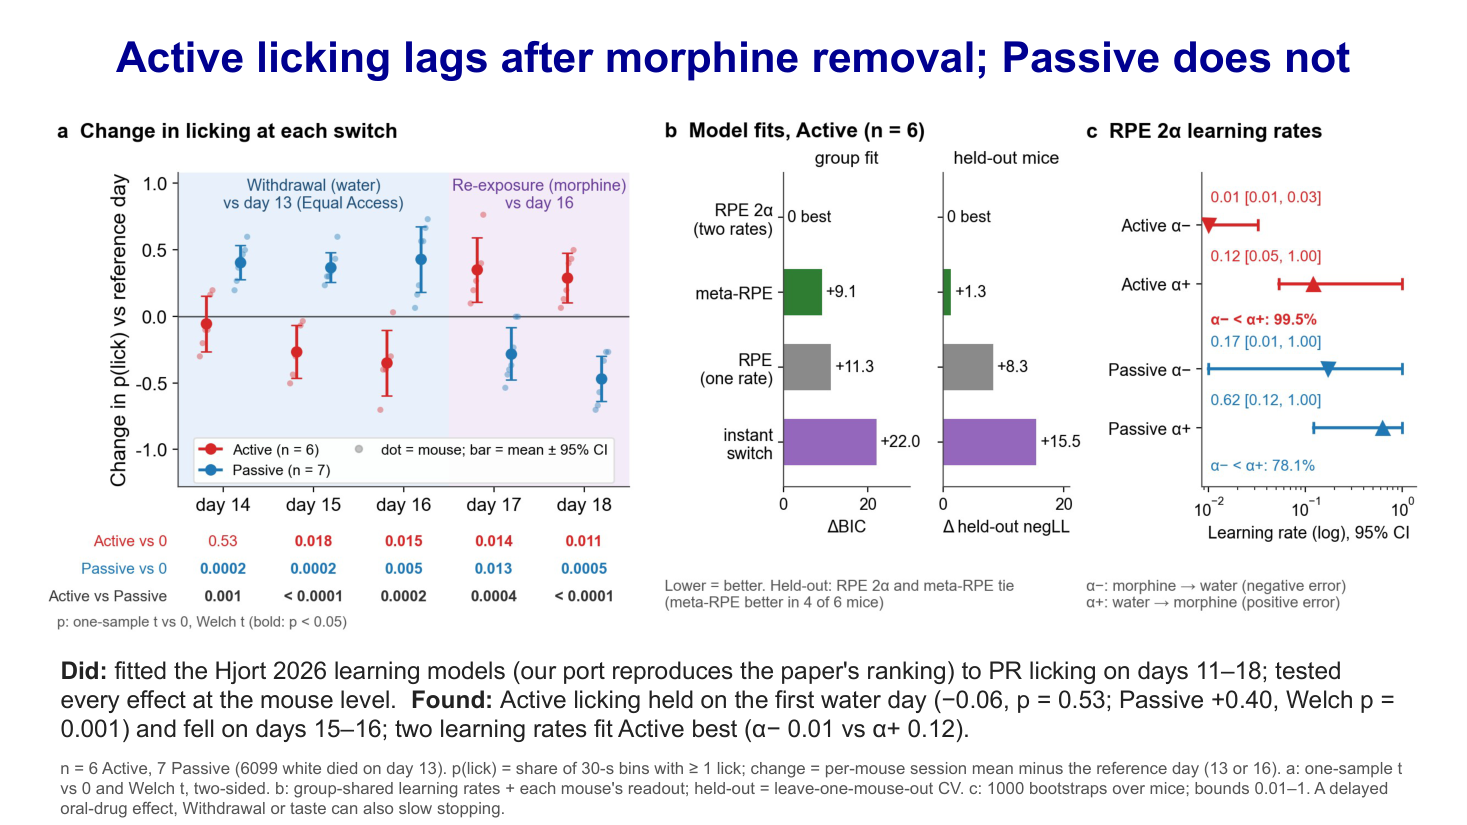 Active licking lags after morphine removal; Passive does not
a Change in licking at each switch
Change in p(lick) vs reference day
1.0
0.5
0.0
-0.5
-1.0
Withdrawal (water)
vs day 13 (Equal Access)
Re-exposure (morphine)
vs day 16
Active (n = 6)
Passive (n = 7)
dot = mouse; bar = mean ± 95% CI
day 14 day 15 day 16 day 17 day 18
Active vs 0 0.53 0.018 0.015 0.014 0.011
Passive vs 0 0.0002 0.0002 0.005 0.013 0.0005
Active vs Passive 0.001 < 0.0001 0.0002 0.0004 < 0.0001
p: one-sample t vs 0, Welch t (bold: p < 0.05)
b Model fits, Active (n = 6)
group fit held-out mice
RPE 2α
(two rates)
0 best 0 best
meta-RPE
+9.1 +1.3
RPE
(one rate)
+11.3 +8.3
instant
switch
+22.0 +15.5
0 20 0 20
ΔBIC Δ held-out negLL
Lower = better. Held-out: RPE 2α and meta-RPE tie
(meta-RPE better in 4 of 6 mice)
c RPE 2α learning rates
0.01 [0.01, 0.03]
Active α−
0.12 [0.05, 1.00]
Active α+
α− < α+: 99.5%
0.17 [0.01, 1.00]
Passive α−
0.62 [0.12, 1.00]
Passive α+
α− < α+: 78.1%
10⁻² 10⁻¹ 10⁰
Learning rate (log), 95% CI
α−: morphine → water (negative error)
α+: water → morphine (positive error)
Did: fitted the Hjort 2026 learning models (our port reproduces the paper's ranking) to PR licking on days 11–18; tested
every effect at the mouse level. Found: Active licking held on the first water day (−0.06, p = 0.53; Passive +0.40, Welch p =
0.001) and fell on days 15–16; two learning rates fit Active best (α− 0.01 vs α+ 0.12).
n = 6 Active, 7 Passive (6099 white died on day 13). p(lick) = share of 30-s bins with ≥ 1 lick; change = per-mouse session mean minus the reference day (13 or 16). a: one-sample t
vs 0 and Welch t, two-sided. b: group-shared learning rates + each mouse's readout; held-out = leave-one-mouse-out CV. c: 1000 bootstraps over mice; bounds 0.01–1. A delayed
oral-drug effect, Withdrawal or taste can also slow stopping.